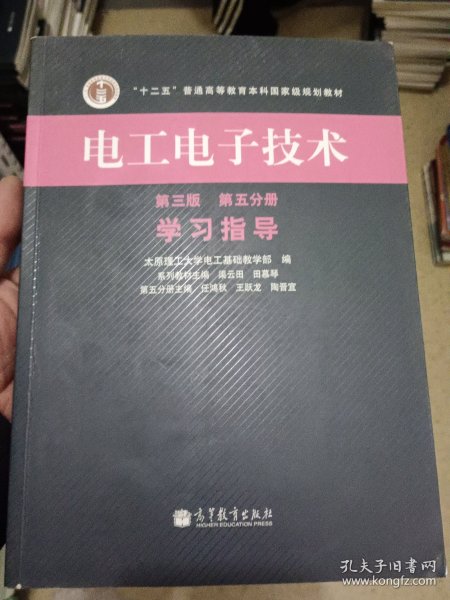 “十二五”普通高等教育本科国家级规划教材
电工电子技术
第三版 第五分册
学习指导
太原理工大学电工基础教学部 编
系列教材主编 渠云田 田慕琴
第五分册主编 任鸿秋 王跃龙 陶晋宜
高等教育出版社
HIGHER EDUCATION PRESS
孔夫子旧书网
www.kongfz.com